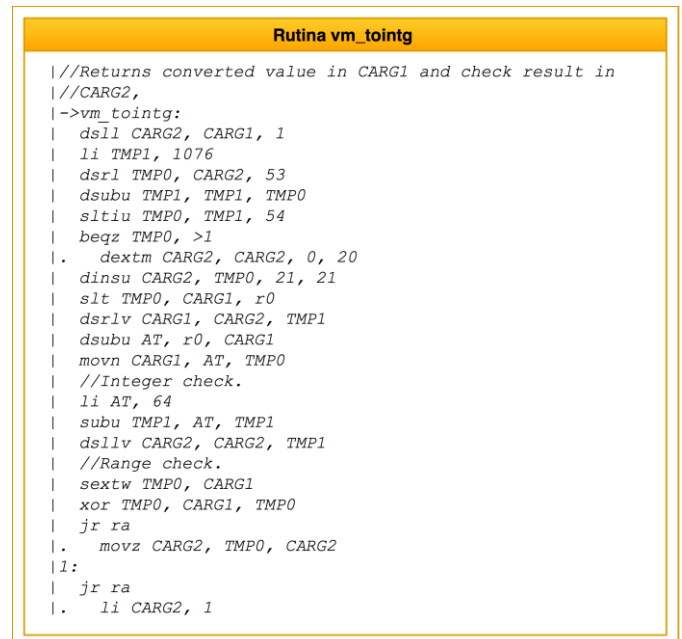 Rutina vm_tointg
|//Returns converted value in CARG1 and check result in
|//CARG2,
|->vm_tointg:
|  dsll CARG2, CARG1, 1
|  li TMP1, 1076
|  dsrl TMP0, CARG2, 53
|  dsubu TMP1, TMP1, TMP0
|  sltiu TMP0, TMP1, 54
|  beqz TMP0, >1
|.   dextm CARG2, CARG2, 0, 20
|  dinsu CARG2, TMP0, 21, 21
|  slt TMP0, CARG1, r0
|  dsrlv CARG1, CARG2, TMP1
|  dsubu AT, r0, CARG1
|  movn CARG1, AT, TMP0
|  //Integer check.
|  li AT, 64
|  subu TMP1, AT, TMP1
|  dsllv CARG2, CARG2, TMP1
|  //Range check.
|  sextw TMP0, CARG1
|  xor TMP0, CARG1, TMP0
|  jr ra
|.   movz CARG2, TMP0, CARG2
|1:
|  jr ra
|.   li CARG2, 1